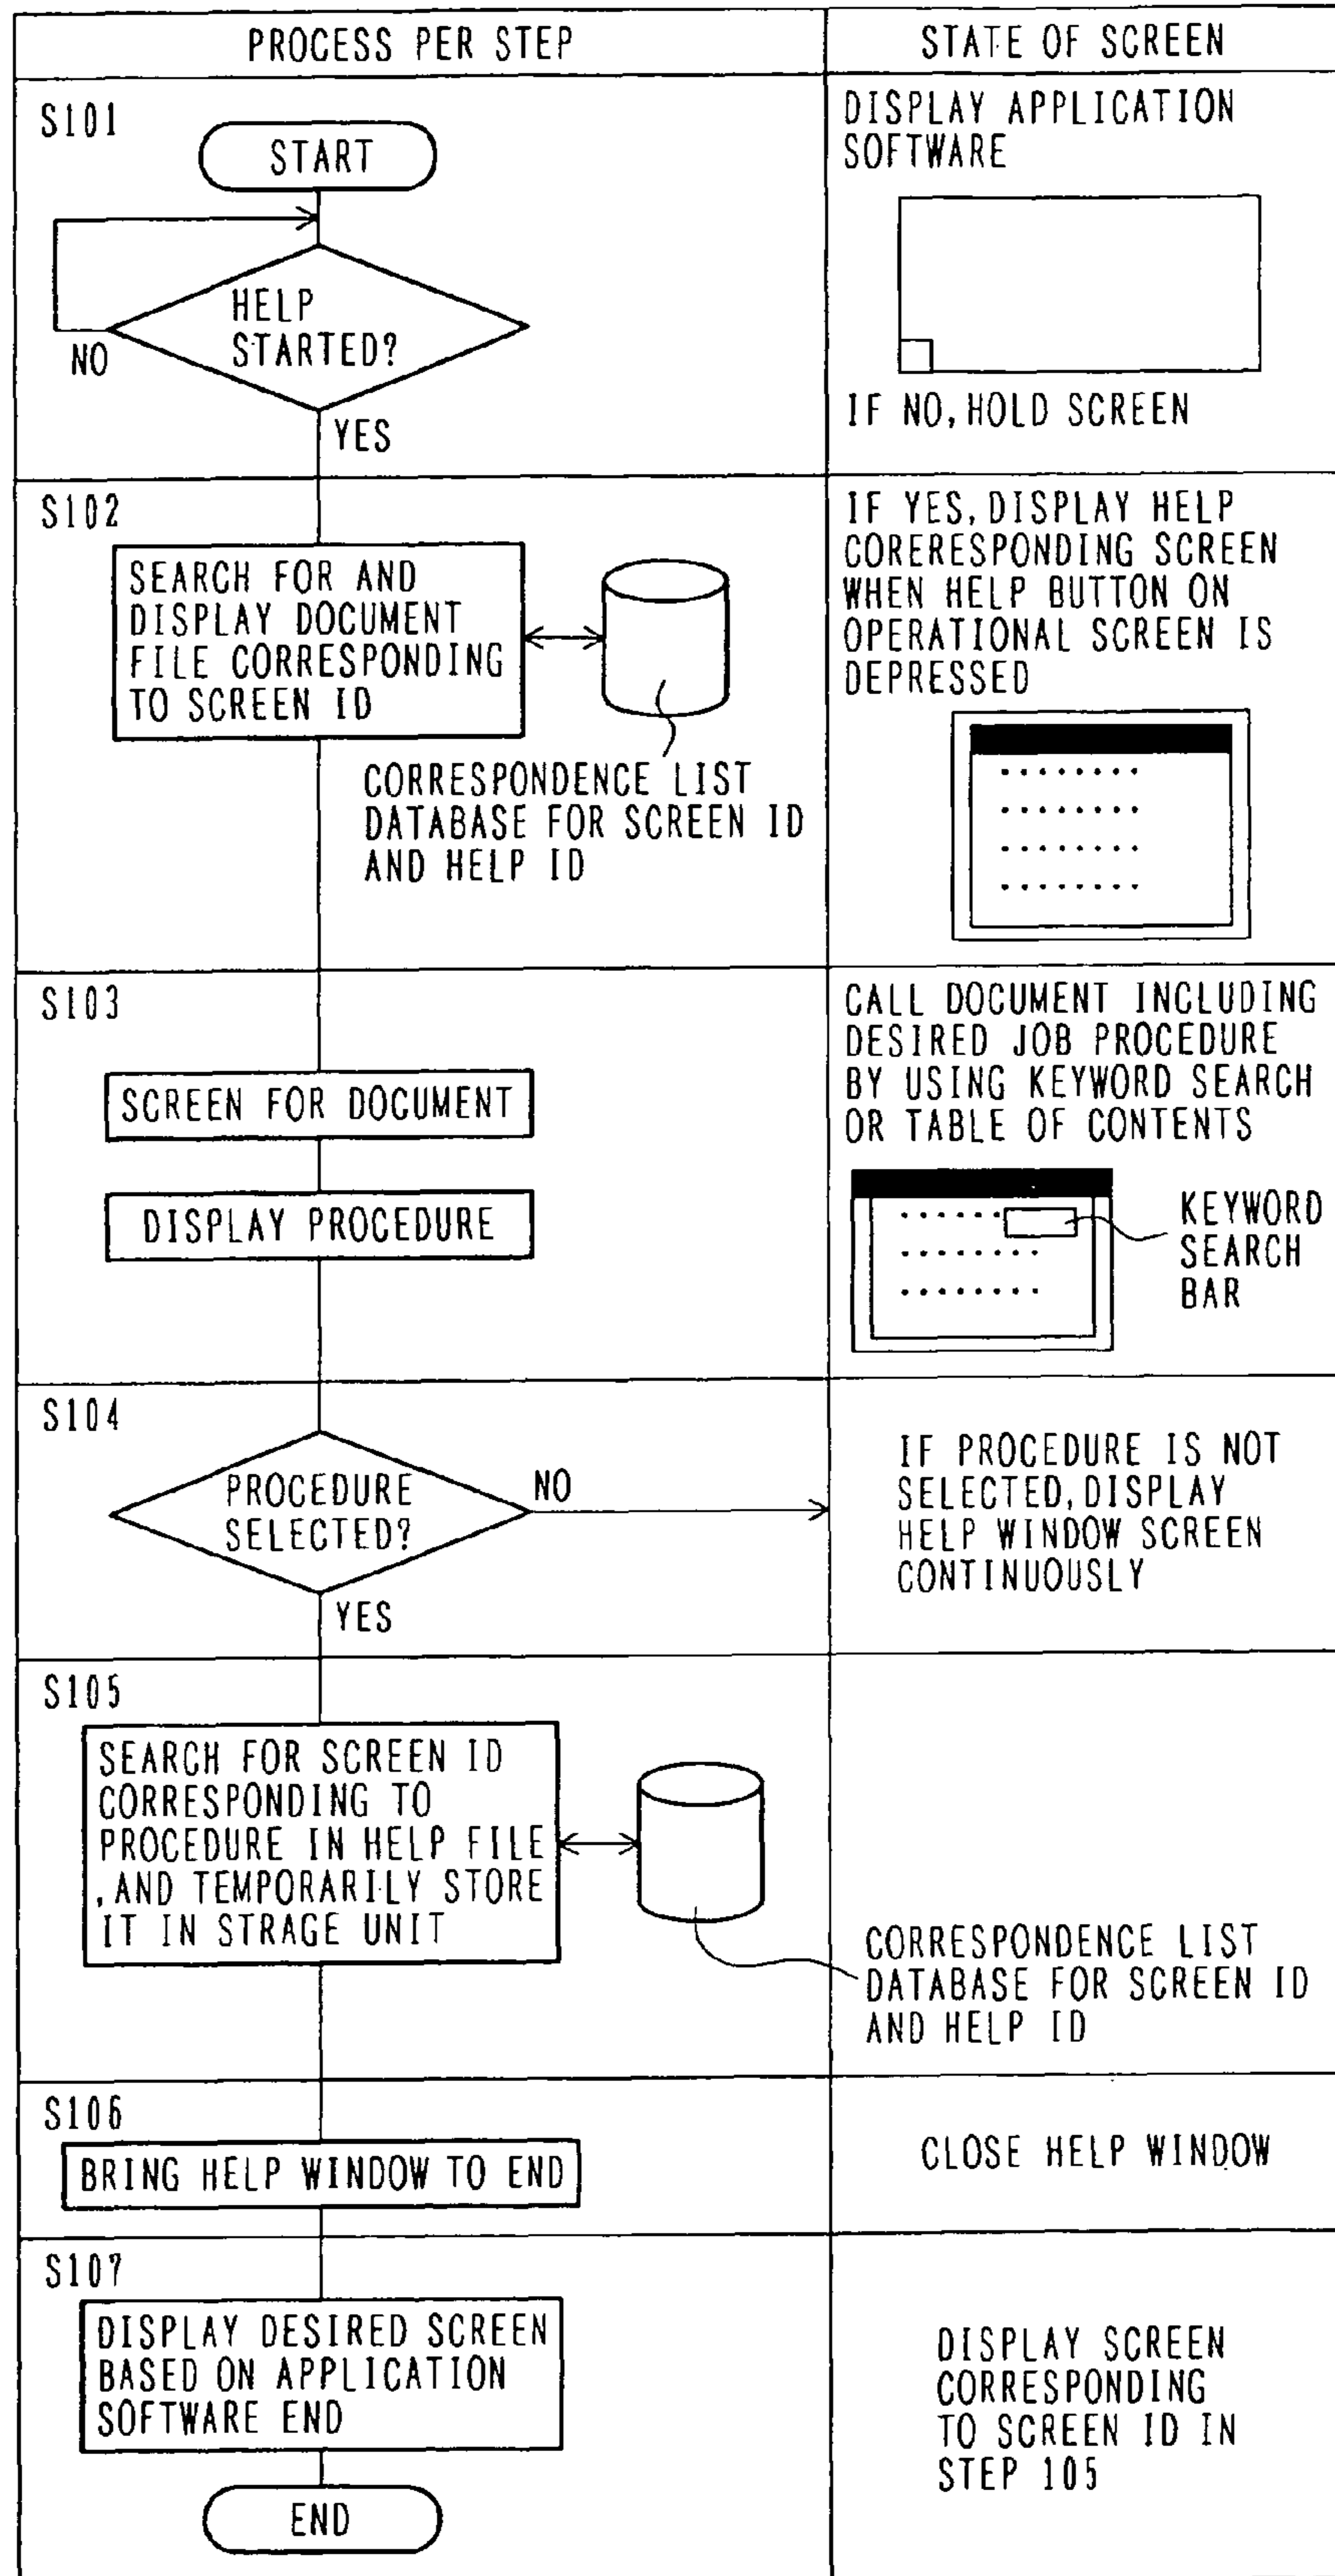 PROCESS PER STEP
STATE OF SCREEN
S101
START
HELP
STARTED?
NO
YES
DISPLAY APPLICATION
SOFTWARE
IF NO, HOLD SCREEN
S102
SEARCH FOR AND
DISPLAY DOCUMENT
FILE CORRESPONDING
TO SCREEN ID
CORRESPONDENCE LIST
DATABASE FOR SCREEN ID
AND HELP ID
IF YES, DISPLAY HELP
CORERESPONDING SCREEN
WHEN HELP BUTTON ON
OPERATIONAL SCREEN IS
DEPRESSED
S103
SCREEN FOR DOCUMENT
DISPLAY PROCEDURE
CALL DOCUMENT INCLUDING
DESIRED JOB PROCEDURE
BY USING KEYWORD SEARCH
OR TABLE OF CONTENTS
KEYWORD
SEARCH
BAR
S104
PROCEDURE
SELECTED?
NO
YES
IF PROCEDURE IS NOT
SELECTED, DISPLAY
HELP WINDOW SCREEN
CONTINUOUSLY
S105
SEARCH FOR SCREEN ID
CORRESPONDING TO
PROCEDURE IN HELP FILE
, AND TEMPORARILY STORE
IT IN STRAGE UNIT
CORRESPONDENCE LIST
DATABASE FOR SCREEN ID
AND HELP ID
S106
BRING HELP WINDOW TO END
CLOSE HELP WINDOW
S107
DISPLAY DESIRED SCREEN
BASED ON APPLICATION
SOFTWARE END
END
DISPLAY SCREEN
CORRESPONDING
TO SCREEN ID IN
STEP 105